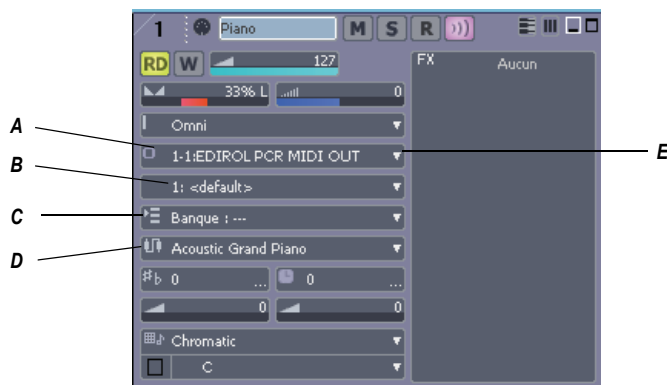 1 Piano M S R
RD W 127 FX Aucun
33% L 0
Omni
A
1-1:EDIROL PCR MIDI OUT E
B
1: <default>
C Banque : ---
D Acoustic Grand Piano
0 ... 0 ...
0 0
Chromatic
C